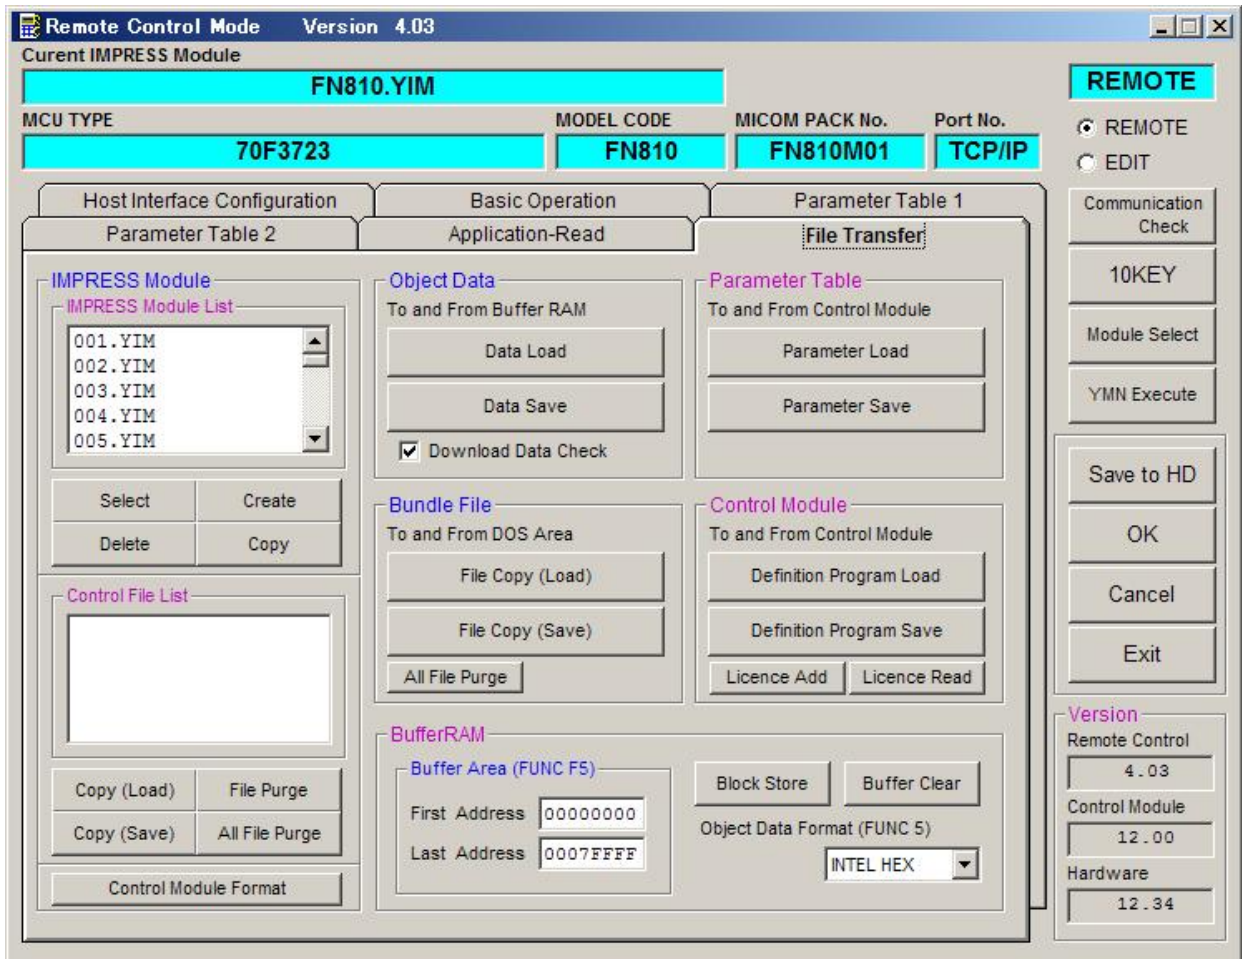 Remote Control Mode Version 4.03
Curent IMPRESS Module
FN810.YIM
REMOTE
MCU TYPE
MODEL CODE
MICOM PACK No.
Port No.
70F3723
FN810
FN810M01
TCP/IP
REMOTE
EDIT
Host Interface Configuration
Basic Operation
Parameter Table 1
Parameter Table 2
Application-Read
File Transfer
IMPRESS Module
IMPRESS Module List
001.YIM
002.YIM
003.YIM
004.YIM
005.YIM
Select
Create
Delete
Copy
Control File List
Copy (Load)
File Purge
Copy (Save)
All File Purge
Control Module Format
Object Data
To and From Buffer RAM
Data Load
Data Save
Download Data Check
Parameter Table
To and From Control Module
Parameter Load
Parameter Save
Bundle File
To and From DOS Area
File Copy (Load)
File Copy (Save)
All File Purge
Control Module
To and From Control Module
Definition Program Load
Definition Program Save
Licence Add
Licence Read
BufferRAM
Buffer Area (FUNC F5)
First Address
00000000
Last Address
0007FFFF
Block Store
Buffer Clear
Object Data Format (FUNC 5)
INTEL HEX
Communication
Check
10KEY
Module Select
YMN Execute
Save to HD
OK
Cancel
Exit
Version
Remote Control
4.03
Control Module
12.00
Hardware
12.34